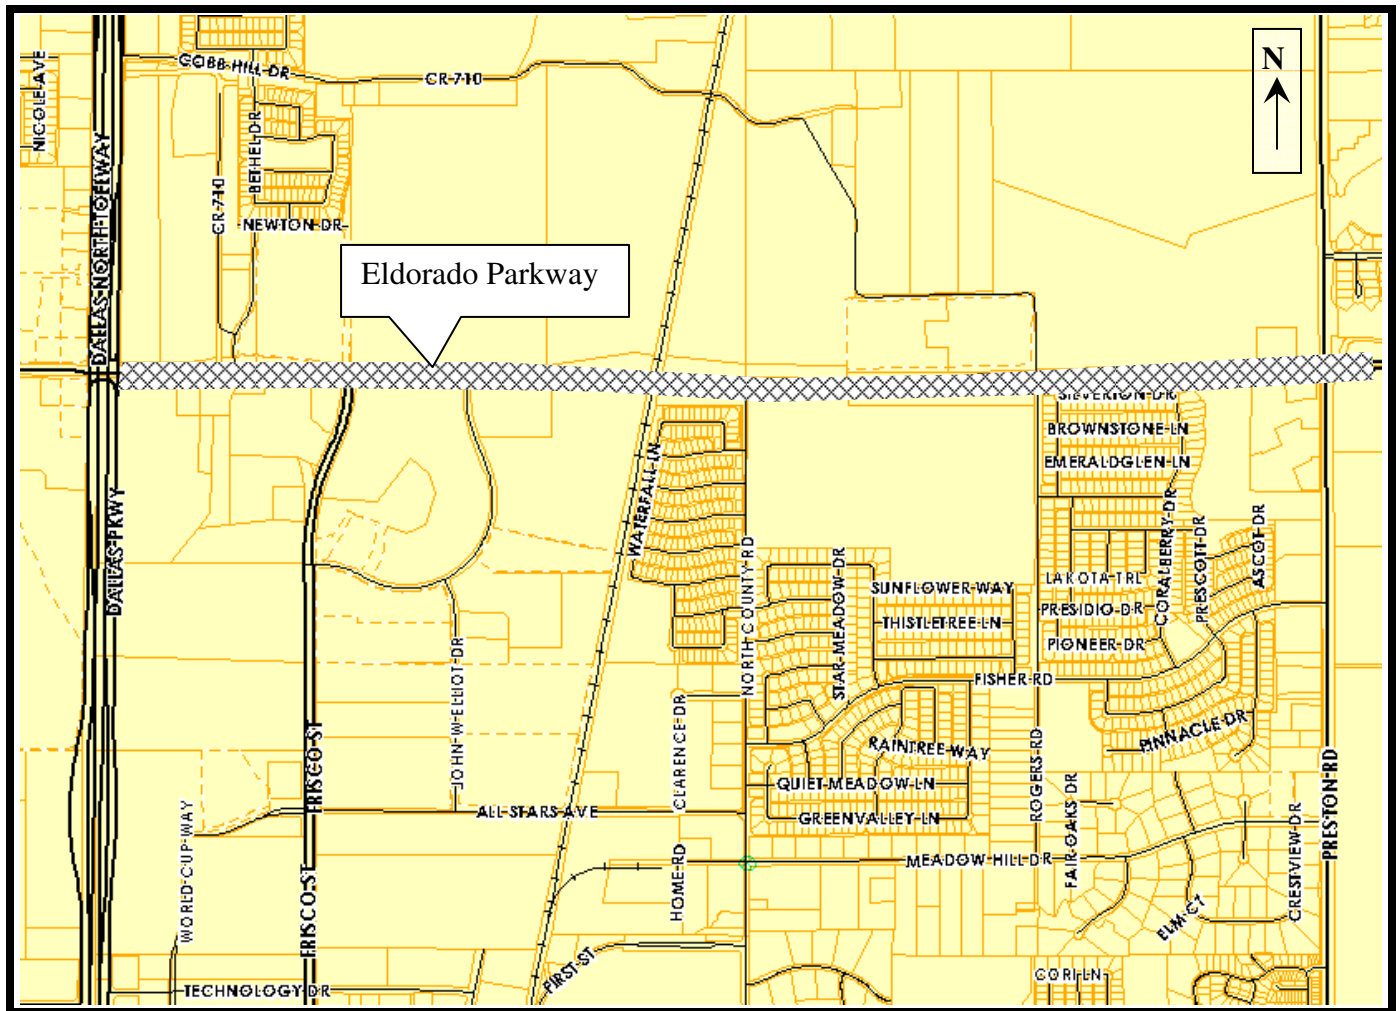 N
NICOLE AVE
COBB HILL DR
CR 710
BETHEL DR
CR 710
DALLAS NORTH TOLLWAY
NEWTON DR
Eldorado Parkway
SILVERTON DR
BROWNSTONE LN
EMERALDGLEN LN
WATERFALL LN
DALLAS PKWY
CORALBERRY DR
PRESCOTT DR
ASCOT DR
NORTH COUNTY RD
STAR MEADOW DR
SUNFLOWER WAY
LAKOTA TRL
PRESIDIO DR
THISTLETREE LN
PIONEER DR
JOHN W ELLIOT DR
FISHER RD
CLARENCE DR
PINNACLE DR
FRISCO ST
RAINTREE WAY
ROGERS RD
QUIET MEADOW LN
PRESTON RD
ALL STARS AVE
GREENVALLEY LN
FAIR OAKS DR
WORLD CUP WAY
HOME RD
MEADOW HILL DR
CRESTVIEW DR
FRISCO ST
ELM CT
FIRST ST
CORI LN
TECHNOLOGY DR